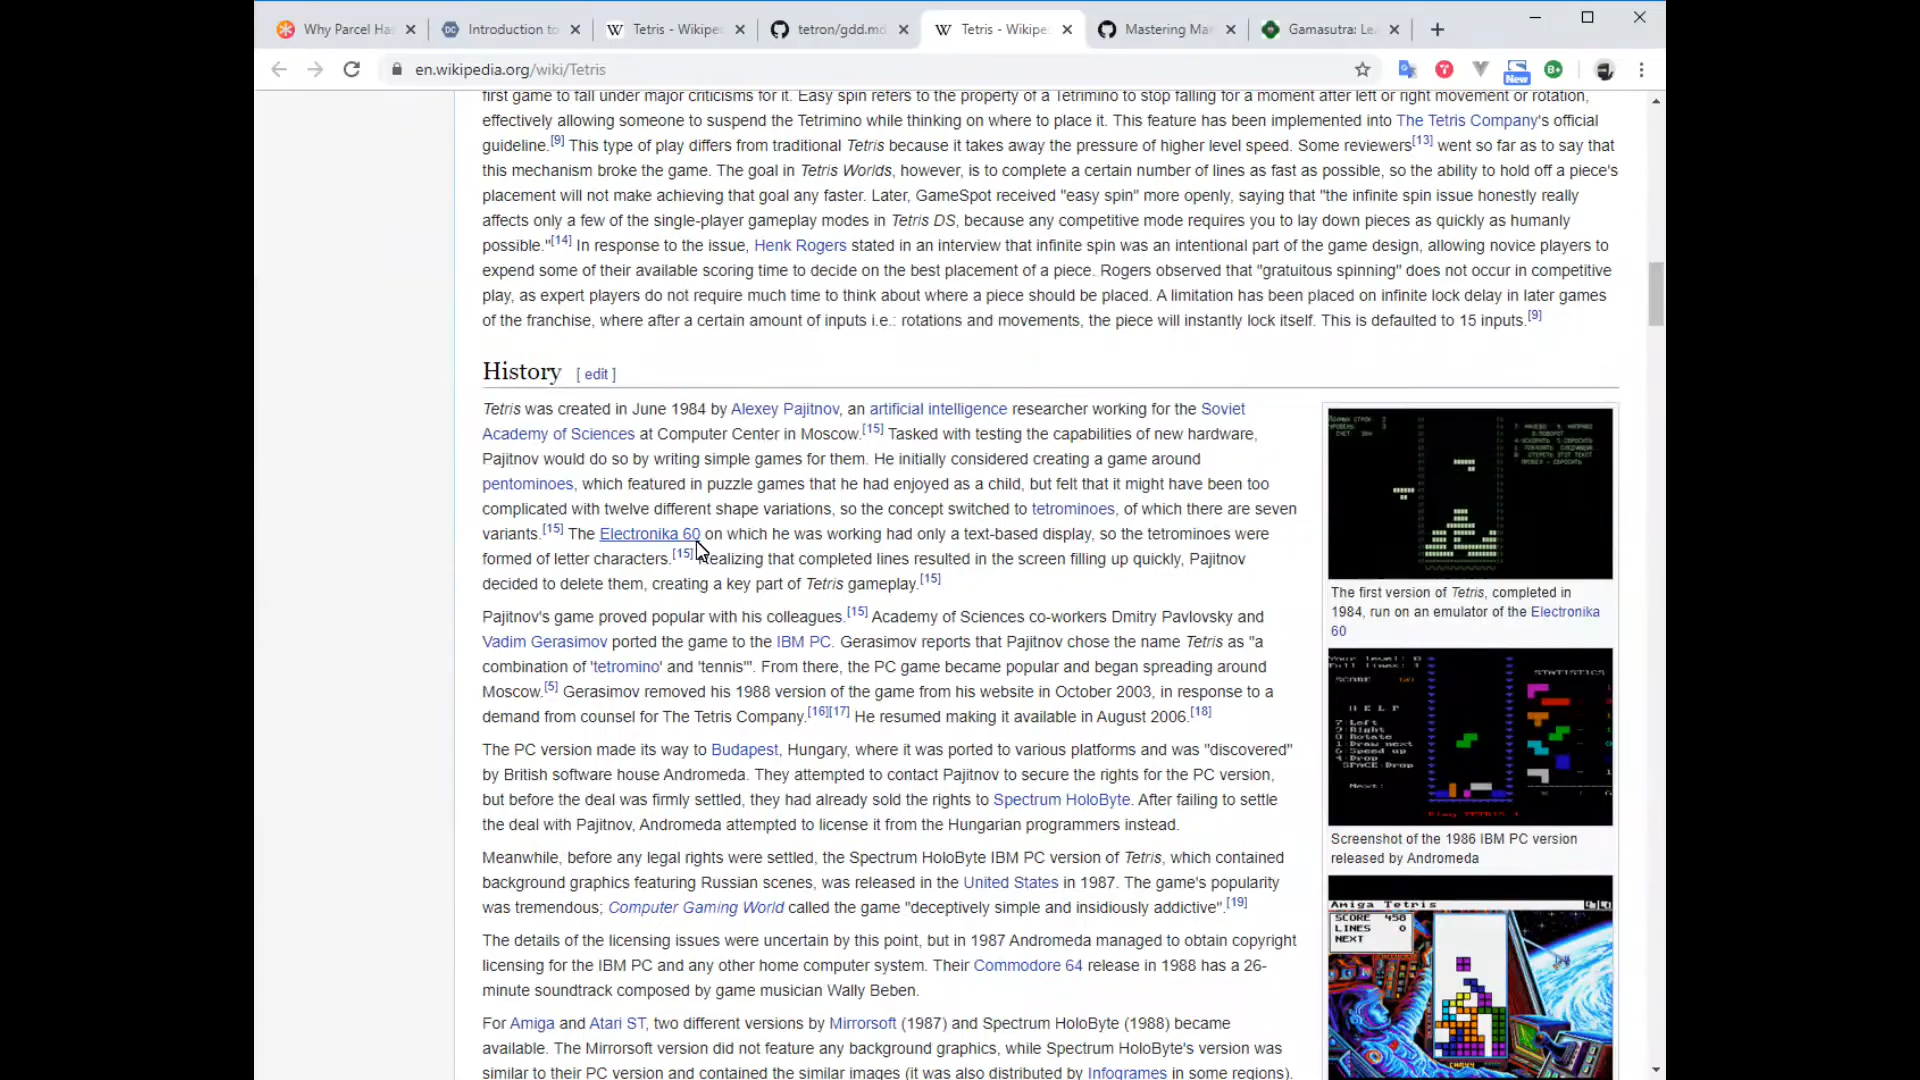 Why Parcel Ha
Introduction to
Tetris - Wikipe
tetron/gdd.md
Tetris - Wikipe
Mastering Mar
Gamasutra: Le
en.wikipedia.org/wiki/Tetris
New
first game to fall under major criticisms for it. Easy spin refers to the property of a Tetrimino to stop falling for a moment after left or right movement or rotation,
effectively allowing someone to suspend the Tetrimino while thinking on where to place it. This feature has been implemented into The Tetris Company's official
guideline.[9] This type of play differs from traditional Tetris because it takes away the pressure of higher level speed. Some reviewers[13] went so far as to say that
this mechanism broke the game. The goal in Tetris Worlds, however, is to complete a certain number of lines as fast as possible, so the ability to hold off a piece's
placement will not make achieving that goal any faster. Later, GameSpot received "easy spin" more openly, saying that "the infinite spin issue honestly really
affects only a few of the single-player gameplay modes in Tetris DS, because any competitive mode requires you to lay down pieces as quickly as humanly
possible."[14] In response to the issue, Henk Rogers stated in an interview that infinite spin was an intentional part of the game design, allowing novice players to
expend some of their available scoring time to decide on the best placement of a piece. Rogers observed that "gratuitous spinning" does not occur in competitive
play, as expert players do not require much time to think about where a piece should be placed. A limitation has been placed on infinite lock delay in later games
of the franchise, where after a certain amount of inputs i.e.: rotations and movements, the piece will instantly lock itself. This is defaulted to 15 inputs.[9]
History [ edit ]
Tetris was created in June 1984 by Alexey Pajitnov, an artificial intelligence researcher working for the Soviet
Academy of Sciences at Computer Center in Moscow.[15] Tasked with testing the capabilities of new hardware,
Pajitnov would do so by writing simple games for them. He initially considered creating a game around
pentominoes, which featured in puzzle games that he had enjoyed as a child, but felt that it might have been too
complicated with twelve different shape variations, so the concept switched to tetrominoes, of which there are seven
variants.[15] The Electronika 60 on which he was working had only a text-based display, so the tetrominoes were
formed of letter characters.[15] Realizing that completed lines resulted in the screen filling up quickly, Pajitnov
decided to delete them, creating a key part of Tetris gameplay.[15]
Pajitnov's game proved popular with his colleagues.[15] Academy of Sciences co-workers Dmitry Pavlovsky and
Vadim Gerasimov ported the game to the IBM PC. Gerasimov reports that Pajitnov chose the name Tetris as "a
combination of 'tetromino' and 'tennis'". From there, the PC game became popular and began spreading around
Moscow.[5] Gerasimov removed his 1988 version of the game from his website in October 2003, in response to a
demand from counsel for The Tetris Company.[16][17] He resumed making it available in August 2006.[18]
The PC version made its way to Budapest, Hungary, where it was ported to various platforms and was "discovered"
by British software house Andromeda. They attempted to contact Pajitnov to secure the rights for the PC version,
but before the deal was firmly settled, they had already sold the rights to Spectrum HoloByte. After failing to settle
the deal with Pajitnov, Andromeda attempted to license it from the Hungarian programmers instead.
Meanwhile, before any legal rights were settled, the Spectrum HoloByte IBM PC version of Tetris, which contained
background graphics featuring Russian scenes, was released in the United States in 1987. The game's popularity
was tremendous; Computer Gaming World called the game "deceptively simple and insidiously addictive".[19]
The details of the licensing issues were uncertain by this point, but in 1987 Andromeda managed to obtain copyright
licensing for the IBM PC and any other home computer system. Their Commodore 64 release in 1988 has a 26-
minute soundtrack composed by game musician Wally Beben.
For Amiga and Atari ST, two different versions by Mirrorsoft (1987) and Spectrum HoloByte (1988) became
available. The Mirrorsoft version did not feature any background graphics, while Spectrum HoloByte's version was
similar to their PC version and contained the similar images (it was also distributed by Infogrames in some regions).
The first version of Tetris, completed in
1984, run on an emulator of the Electronika
60
STATISTICS
SCORE
HELP
7:Left
9:Right
8:Rotate
1:Draw next
6:Speed up
4:Drop
SPACE:Drop
Next:
Screenshot of the 1986 IBM PC version
released by Andromeda
Amiga Tetris
SCORE 458
LINES 0
NEXT